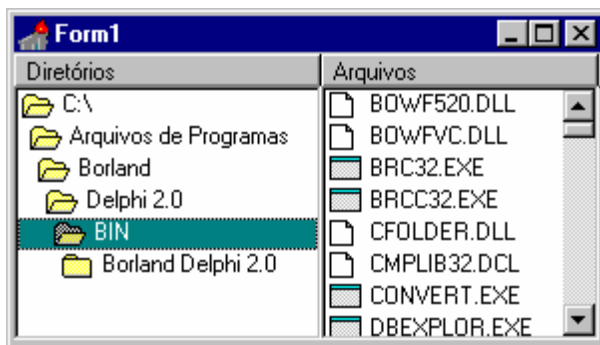 Form1
Diretórios
C:\
Arquivos de Programas
Borland
Delphi 2.0
BIN
Borland Delphi 2.0
Arquivos
BOWF520.DLL
BOWFVC.DLL
BRC32.EXE
BRCC32.EXE
CFOLDER.DLL
CMPLIB32.DCL
CONVERT.EXE
DBEXPLOR.EXE